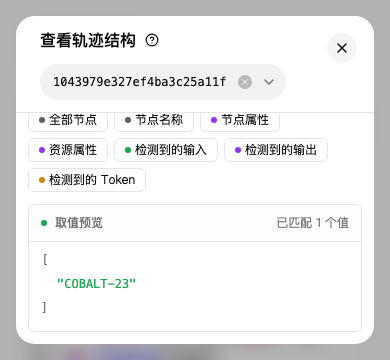 查看轨迹结构
1043979e327ef4ba3c25a11f
全部节点 节点名称 节点属性
资源属性 检测到的输入 检测到的输出
检测到的 Token
取值预览 已匹配 1 个值
[
"COBALT-23"
]